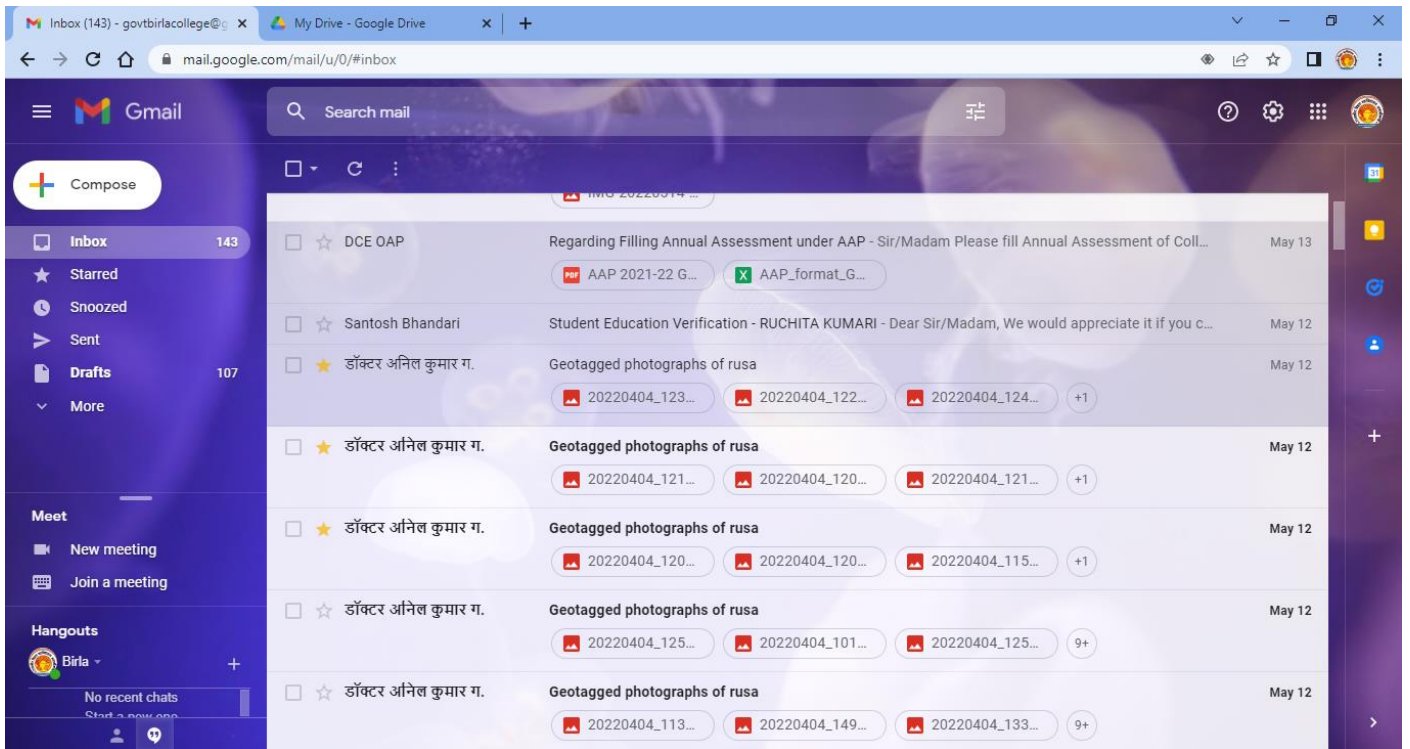 Inbox (143) - govtbirlacollege@g
My Drive - Google Drive
mail.google.com/mail/u/0/#inbox
Gmail
Search mail
Compose
Inbox 143
Starred
Snoozed
Sent
Drafts 107
More
Meet
New meeting
Join a meeting
Hangouts
Birla
No recent chats
Start a new one
IMG 20220514 ...
DCE OAP Regarding Filling Annual Assessment under AAP - Sir/Madam Please fill Annual Assessment of Coll... May 13
PDF AAP 2021-22 G... X AAP_format_G...
Santosh Bhandari Student Education Verification - RUCHITA KUMARI - Dear Sir/Madam, We would appreciate it if you c... May 12
डॉक्टर अनिल कुमार ग. Geotagged photographs of rusa May 12
20220404_123... 20220404_122... 20220404_124... +1
डॉक्टर अनिल कुमार ग. Geotagged photographs of rusa May 12
20220404_121... 20220404_120... 20220404_121... +1
डॉक्टर अनिल कुमार ग. Geotagged photographs of rusa May 12
20220404_120... 20220404_120... 20220404_115... +1
डॉक्टर अनिल कुमार ग. Geotagged photographs of rusa May 12
20220404_125... 20220404_101... 20220404_125... 9+
डॉक्टर अनिल कुमार ग. Geotagged photographs of rusa May 12
20220404_113... 20220404_149... 20220404_133... 9+
31